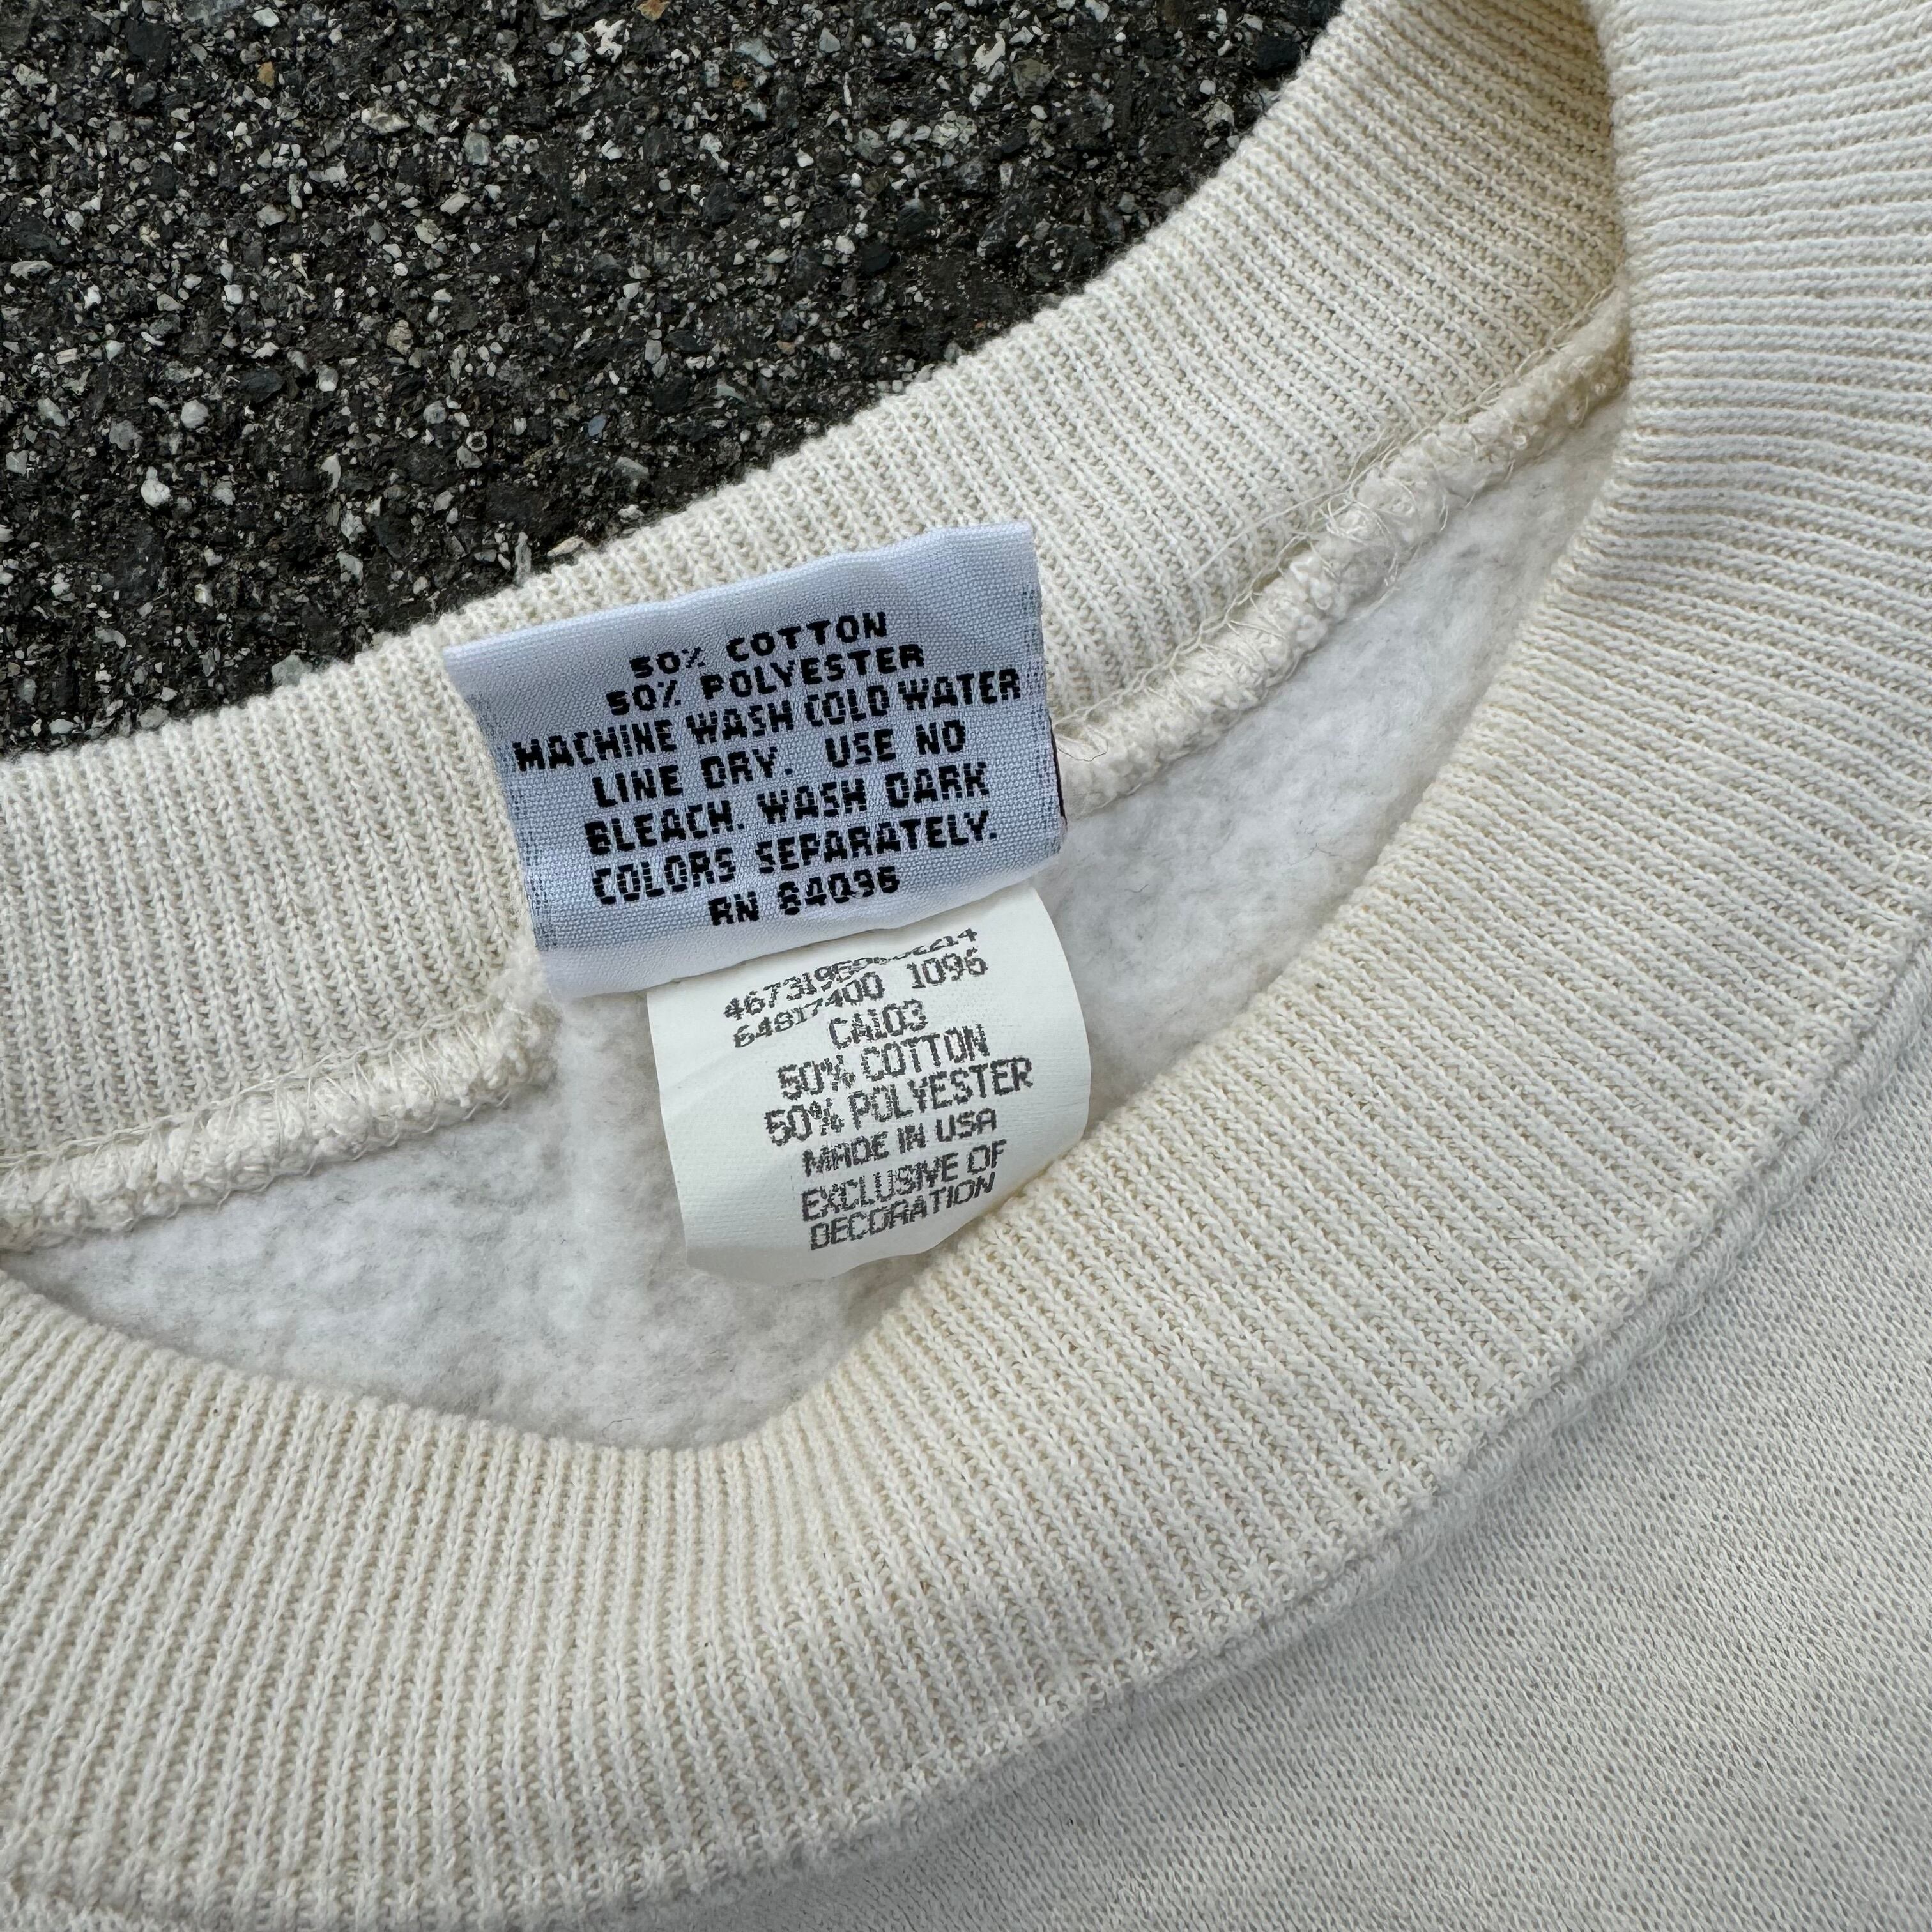 50% COTTON
50% POLYESTER
MACHINE WASH COLD WATER
LINE DRY. USE NO
BLEACH. WASH DARK
COLORS SEPARATELY.
RN 84096
64817400 1096
CA103
50% COTTON
50% POLYESTER
MADE IN USA
EXCLUSIVE OF
DECORATION